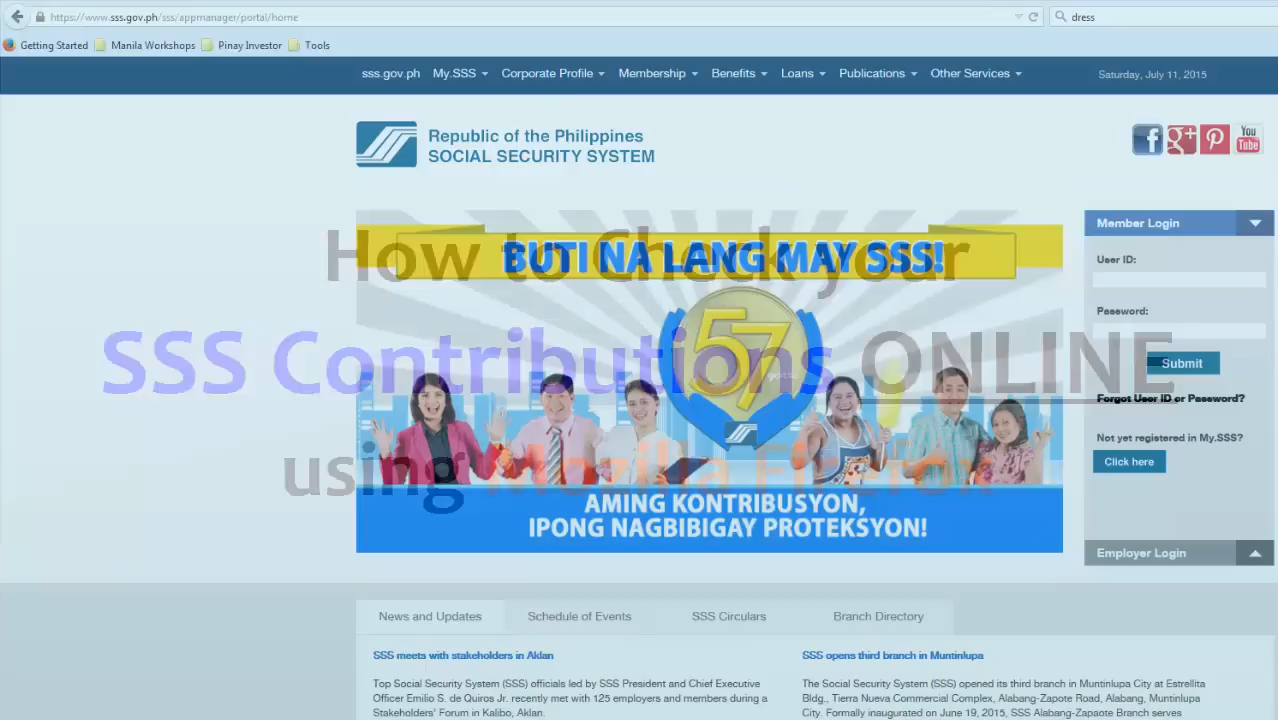 https://www.sss.gov.ph/sss/appmanager/portal/home
dress
Getting Started Manila Workshops Pinay Investor Tools
sss.gov.ph My.SSS Corporate Profile Membership Benefits Loans Publications Other Services Saturday, July 11, 2015
Republic of the Philippines
SOCIAL SECURITY SYSTEM
You
Tube
How to Check your
SSS Contributions ONLINE
using Mozilla Firefox
BUTI NA LANG MAY SSS!
57
AMING KONTRIBUSYON,
IPONG NAGBIBIGAY PROTEKSYON!
Member Login
User ID:
Password:
Submit
Forgot User ID or Password?
Not yet registered in My.SSS?
Click here
Employer Login
News and Updates Schedule of Events SSS Circulars Branch Directory
SSS meets with stakeholders in Aklan
Top Social Security System (SSS) officials led by SSS President and Chief Executive
Officer Emilio S. de Quiros Jr. recently met with 125 employers and members during a
Stakeholders' Forum in Kalibo, Aklan.
SSS opens third branch in Muntinlupa
The Social Security System (SSS) opened its third branch in Muntinlupa City at Estrellita
Bldg., Tierra Nueva Commercial Complex, Alabang-Zapote Road, Alabang, Muntinlupa
City. Formally inaugurated on June 19, 2015, SSS Alabang-Zapaote Branch serves